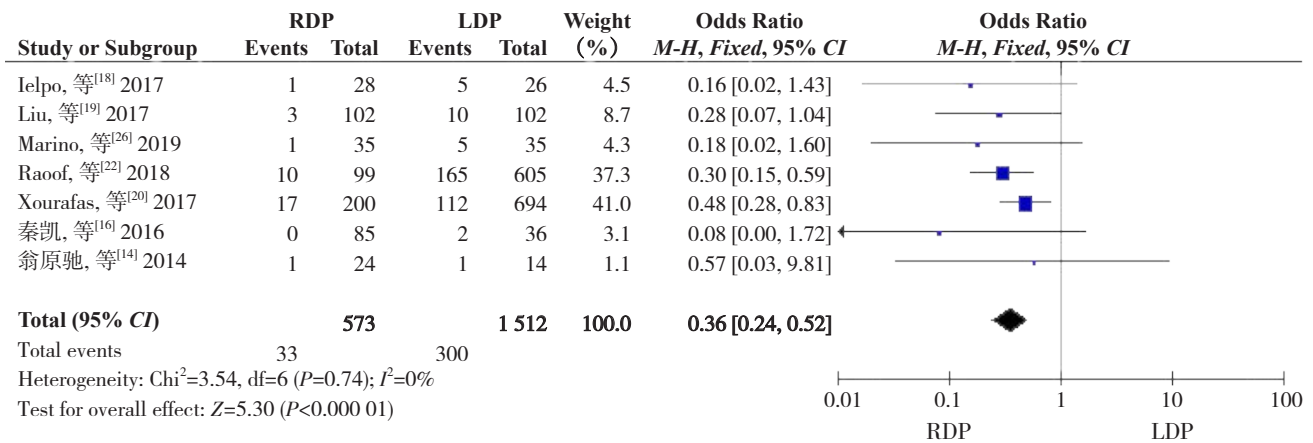 RDP LDP Weight Odds Ratio Odds Ratio
Study or Subgroup Events Total Events Total （%） M-H, Fixed, 95% CI M-H, Fixed, 95% CI
Ielpo, 等[18] 2017 1 28 5 26 4.5 0.16 [0.02, 1.43]
Liu, 等[19] 2017 3 102 10 102 8.7 0.28 [0.07, 1.04]
Marino, 等[26] 2019 1 35 5 35 4.3 0.18 [0.02, 1.60]
Raoof, 等[22] 2018 10 99 165 605 37.3 0.30 [0.15, 0.59]
Xourafas, 等[20] 2017 17 200 112 694 41.0 0.48 [0.28, 0.83]
秦凯, 等[16] 2016 0 85 2 36 3.1 0.08 [0.00, 1.72]
翁原驰, 等[14] 2014 1 24 1 14 1.1 0.57 [0.03, 9.81]
Total (95% CI) 573 1 512 100.0 0.36 [0.24, 0.52]
Total events 33 300
Heterogeneity: Chi²=3.54, df=6 (P=0.74); I²=0%
Test for overall effect: Z=5.30 (P<0.000 01)
0.01 0.1 1 10 100
RDP LDP